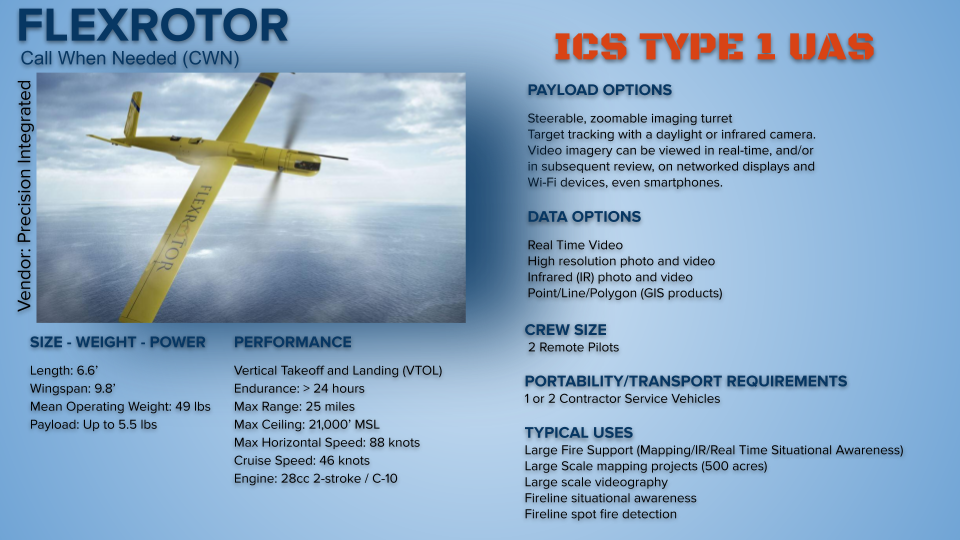 FLEXROTOR
Call When Needed (CWN)
Vendor: Precision Integrated
FLEXROTOR
SIZE - WEIGHT - POWER
Length: 6.6’
Wingspan: 9.8’
Mean Operating Weight: 49 lbs
Payload: Up to 5.5 lbs
PERFORMANCE
Vertical Takeoff and Landing (VTOL)
Endurance: > 24 hours
Max Range: 25 miles
Max Ceiling: 21,000’ MSL
Max Horizontal Speed: 88 knots
Cruise Speed: 46 knots
Engine: 28cc 2-stroke / C-10
ICS TYPE 1 UAS
PAYLOAD OPTIONS
Steerable, zoomable imaging turret
Target tracking with a daylight or infrared camera.
Video imagery can be viewed in real-time, and/or
in subsequent review, on networked displays and
Wi-Fi devices, even smartphones.
DATA OPTIONS
Real Time Video
High resolution photo and video
Infrared (IR) photo and video
Point/Line/Polygon (GIS products)
CREW SIZE
2 Remote Pilots
PORTABILITY/TRANSPORT REQUIREMENTS
1 or 2 Contractor Service Vehicles
TYPICAL USES
Large Fire Support (Mapping/IR/Real Time Situational Awareness)
Large Scale mapping projects (500 acres)
Large scale videography
Fireline situational awareness
Fireline spot fire detection